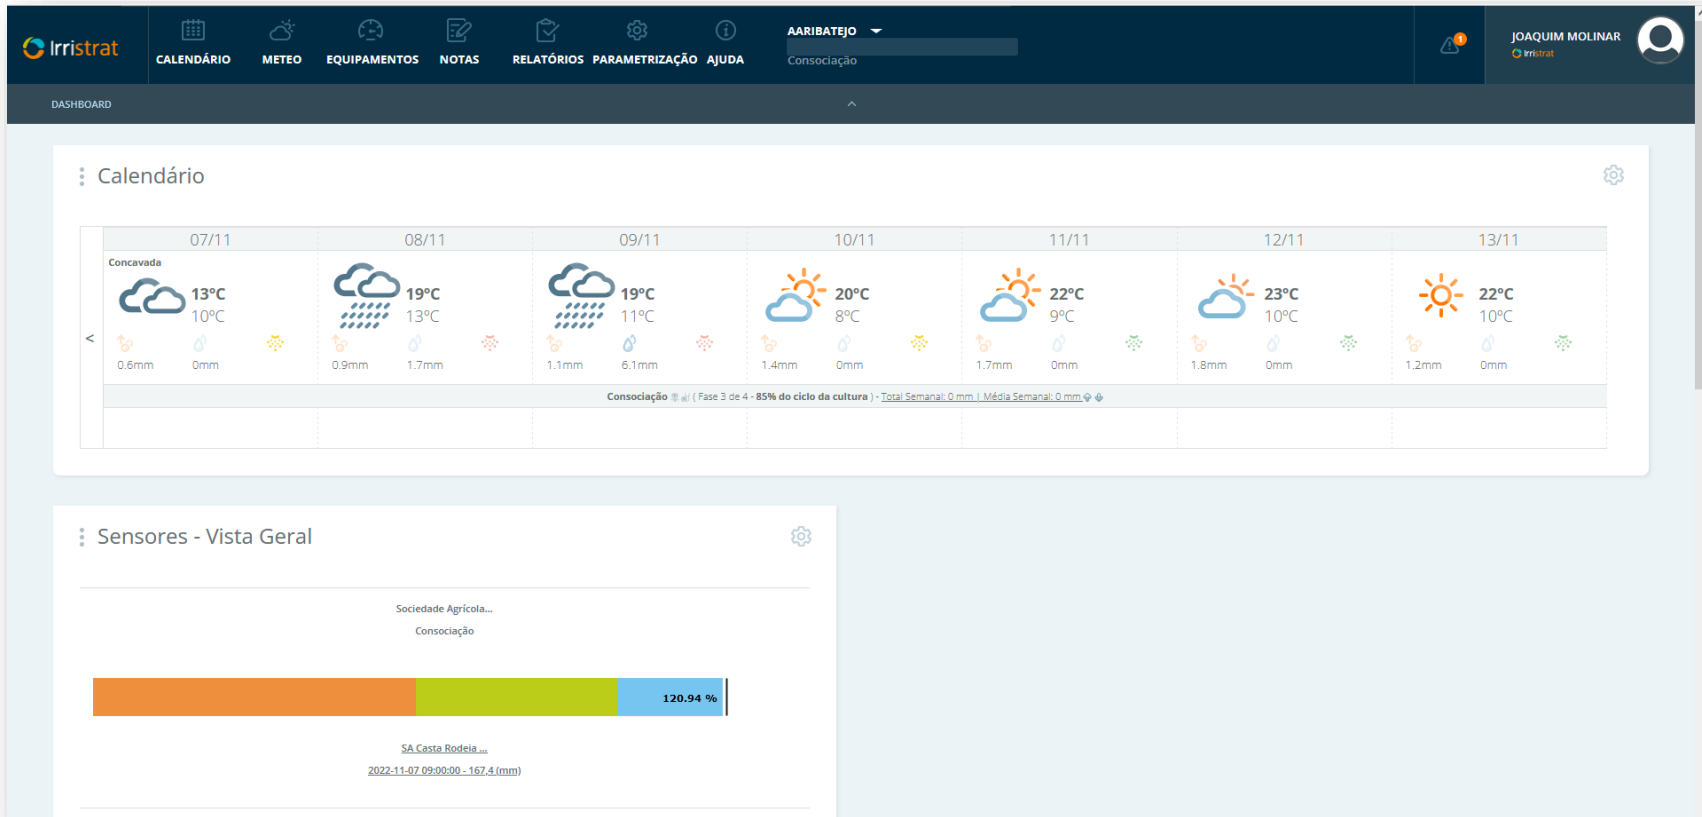 Irristrat
CALENDÁRIO
METEO
EQUIPAMENTOS
NOTAS
RELATÓRIOS
PARAMETRIZAÇÃO
AJUDA
AARIBATEJO
Consociação
1
JOAQUIM MOLINAR
Irristrat
DASHBOARD
Calendário
07/11 08/11 09/11 10/11 11/11 12/11 13/11
Concavada
13ºC 19ºC 19ºC 20ºC 22ºC 23ºC 22ºC
10ºC 13ºC 11ºC 8ºC 9ºC 10ºC 10ºC
<
0.6mm 0mm 0.9mm 1.7mm 1.1mm 6.1mm 1.4mm 0mm 1.7mm 0mm 1.8mm 0mm 1.2mm 0mm
Consociação ( Fase 3 de 4 - 85% do ciclo da cultura ) - Total Semanal: 0 mm | Média Semanal: 0 mm
Sensores - Vista Geral
Sociedade Agrícola...
Consociação
120.94 %
SA Casta Rodeia ...
2022-11-07 09:00:00 - 167,4 (mm)